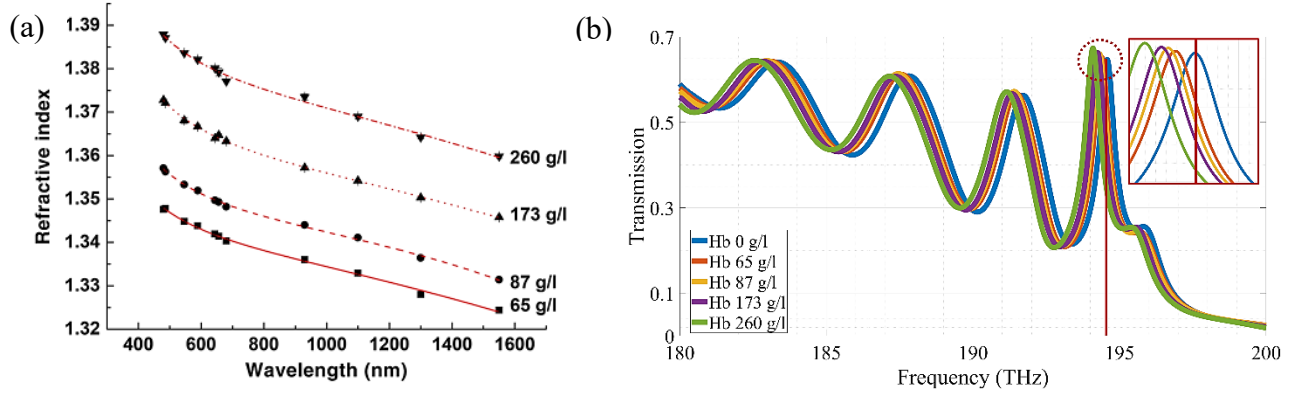 (a)
1.39
1.38
1.37
1.36
1.35
1.34
1.33
1.32
Refractive index
260 g/l
173 g/l
87 g/l
65 g/l
400 600 800 1000 1200 1400 1600
Wavelength (nm)
(b)
0.7
0.5
0.3
0.1
0
Transmission
Hb 0 g/l
Hb 65 g/l
Hb 87 g/l
Hb 173 g/l
Hb 260 g/l
180 185 190 195 200
Frequency (THz)